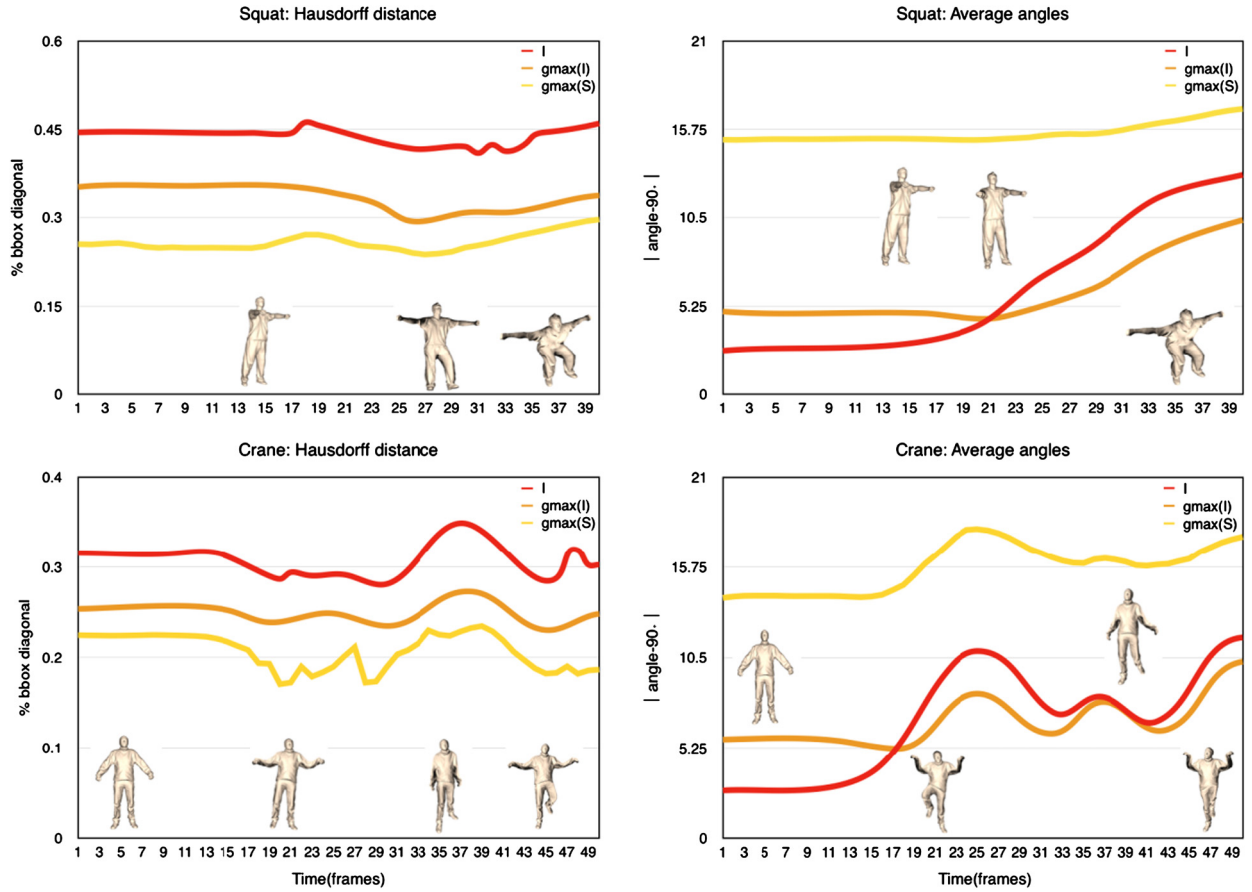 Squat: Hausdorff distance
0.6
I
gmax(I)
gmax(S)
0.45
% bbox diagonal
0.3
0.15
0
1 3 5 7 9 11 13 15 17 19 21 23 25 27 29 31 33 35 37 39
Squat: Average angles
21
I
gmax(I)
gmax(S)
15.75
| angle-90· |
10.5
5.25
0
1 3 5 7 9 11 13 15 17 19 21 23 25 27 29 31 33 35 37 39
Crane: Hausdorff distance
0.4
I
gmax(I)
gmax(S)
0.3
% bbox diagonal
0.2
0.1
0
1 3 5 7 9 11 13 15 17 19 21 23 25 27 29 31 33 35 37 39 41 43 45 47 49
Time(frames)
Crane: Average angles
21
I
gmax(I)
gmax(S)
15.75
| angle-90· |
10.5
5.25
0
1 3 5 7 9 11 13 15 17 19 21 23 25 27 29 31 33 35 37 39 41 43 45 47 49
Time(frames)